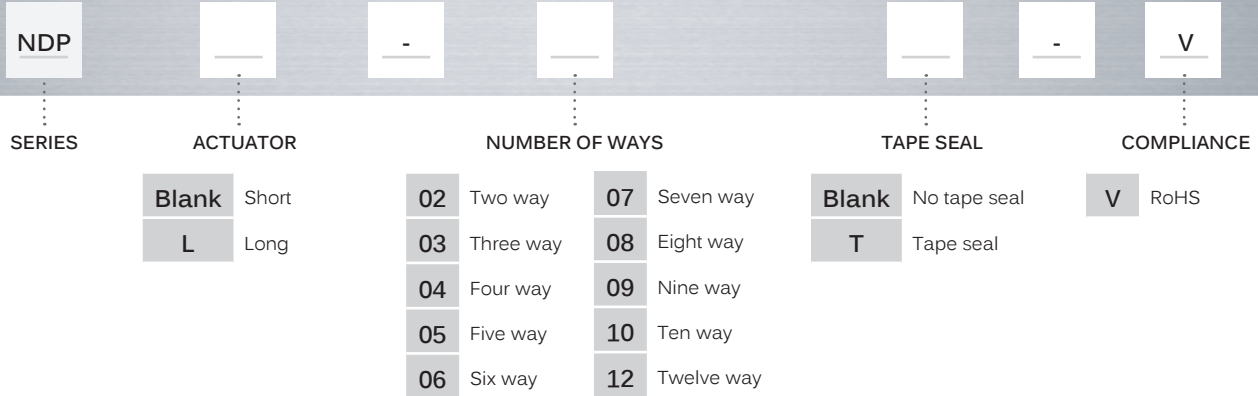 NDP - - V
SERIES ACTUATOR NUMBER OF WAYS TAPE SEAL COMPLIANCE
Blank Short 02 Two way 07 Seven way Blank No tape seal V RoHS
L Long 03 Three way 08 Eight way T Tape seal
04 Four way 09 Nine way
05 Five way 10 Ten way
06 Six way 12 Twelve way